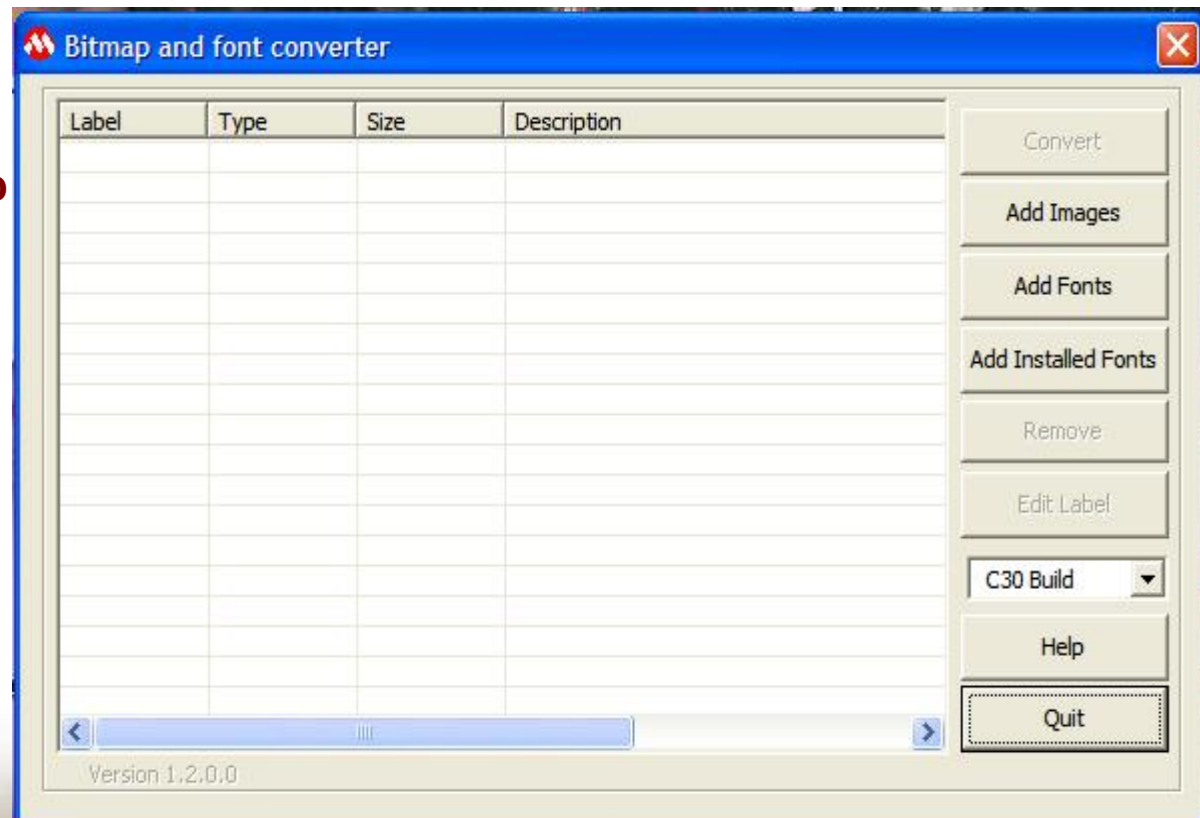 Bitmap and font converter
Label Type Size Description
Convert
Add Images
Add Fonts
Add Installed Fonts
Remove
Edit Label
C30 Build
Help
Quit
Version 1.2.0.0